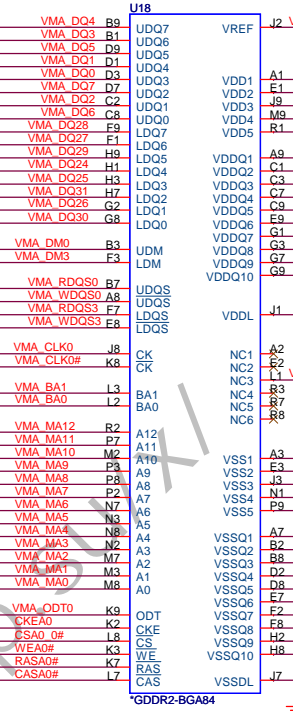 U18
VMA_DQ4 B9 UDQ7 VREF J2
VMA_DQ3 B1 UDQ6
VMA_DQ5 D9 UDQ5
VMA_DQ1 D1 UDQ4
VMA_DQ0 D3 UDQ3 VDD1 A1
VMA_DQ7 D7 UDQ2 VDD2 E1
VMA_DQ2 C2 UDQ1 VDD3 J9
VMA_DQ6 C8 UDQ0 VDD4 M9
VMA_DQ28 F9 LDQ7 VDD5 R1
VMA_DQ27 F1 LDQ6
VMA_DQ29 H9 LDQ5 VDDQ1 A9
VMA_DQ24 H1 LDQ4 VDDQ2 C1
VMA_DQ25 H3 LDQ3 VDDQ3 C3
VMA_DQ31 H7 LDQ2 VDDQ4 C7
VMA_DQ26 G2 LDQ1 VDDQ5 C9
VMA_DQ30 G8 LDQ0 VDDQ6 E9
VDDQ7 G1
VMA_DM0 B3 UDM VDDQ8 G3
VMA_DM3 F3 LDM VDDQ9 G7
VDDQ10 G9
VMA_RDQS0 B7 UDQS
VMA_WDQS0 A8 UDQS
VMA_RDQS3 F7 LDQS VDDL J1
VMA_WDQS3 E8 LDQS
VMA_CLK0 J8 CK NC1 A2
VMA_CLK0# K8 CK NC2 E2
NC3 L1
VMA_BA1 L3 BA1 NC4 R3
VMA_BA0 L2 BA0 NC5 R7
NC6 R8
VMA_MA12 R2 A12
VMA_MA11 P7 A11
VMA_MA10 M2 A10 VSS1 A3
VMA_MA9 P3 A9 VSS2 E3
VMA_MA8 P8 A8 VSS3 J3
VMA_MA7 P2 A7 VSS4 N1
VMA_MA6 N7 A6 VSS5 P9
VMA_MA5 N3 A5
VMA_MA4 N8 A4 VSSQ1 A7
VMA_MA3 N2 A3 VSSQ2 B2
VMA_MA2 M7 A2 VSSQ3 B8
VMA_MA1 M3 A1 VSSQ4 D2
VMA_MA0 M8 A0 VSSQ5 D8
VSSQ6 E7
VMA_ODT0 K9 ODT VSSQ7 F2
CKEA0 K2 CKE VSSQ8 F8
CSA0_0# L8 CS VSSQ9 H2
WEA0# K3 WE VSSQ10 H8
RASA0# K7 RAS
CASA0# L7 CAS VSSDL J7
*GDDR2-BGA84